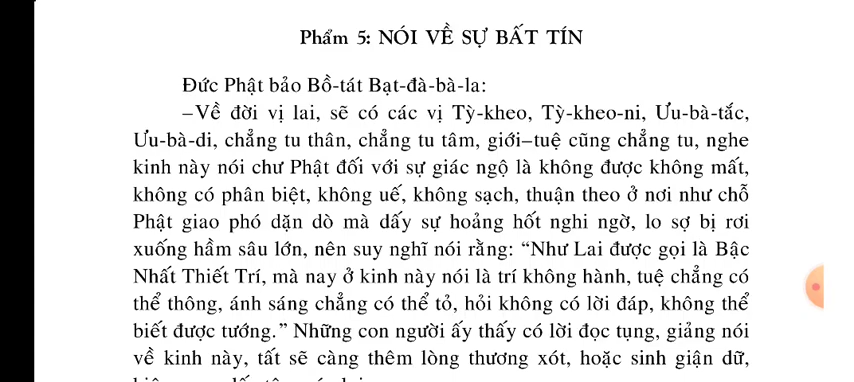 Phẩm 5: NÓI VỀ SỰ BẤT TÍN
Đức Phật bảo Bồ-tát Bạt-đà-bà-la:
–Về đời vị lai, sẽ có các vị Tỳ-kheo, Tỳ-kheo-ni, Ưu-bà-tắc,
Ưu-bà-di, chẳng tu thân, chẳng tu tâm, giới–tuệ cũng chẳng tu, nghe
kinh này nói chư Phật đối với sự giác ngộ là không được không mất,
không có phân biệt, không uế, không sạch, thuận theo ở nơi như chỗ
Phật giao phó dặn dò mà dấy sự hoảng hốt nghi ngờ, lo sợ bị rơi
xuống hầm sâu lớn, nên suy nghĩ nói rằng: “Như Lai được gọi là Bậc
Nhất Thiết Trí, mà nay ở kinh này nói là trí không hành, tuệ chẳng có
thể thông, ánh sáng chẳng có thể tỏ, hỏi không có lời đáp, không thể
biết được tướng.” Những con người ấy thấy có lời đọc tụng, giảng nói
về kinh này, tất sẽ càng thêm lòng thương xót, hoặc sinh giận dữ,